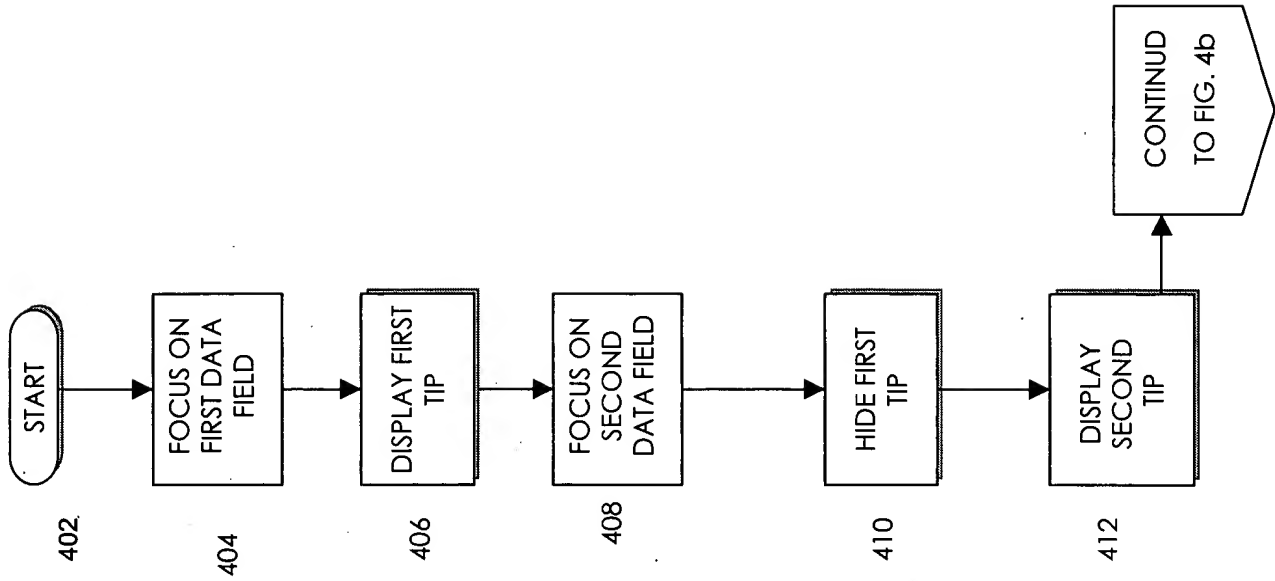 START
402.
FOCUS ON
FIRST DATA
FIELD
404
DISPLAY FIRST
TIP
406
FOCUS ON
SECOND
DATA FIELD
408
HIDE FIRST
TIP
410
DISPLAY
SECOND
TIP
412
CONTINUD
TO FIG. 4b